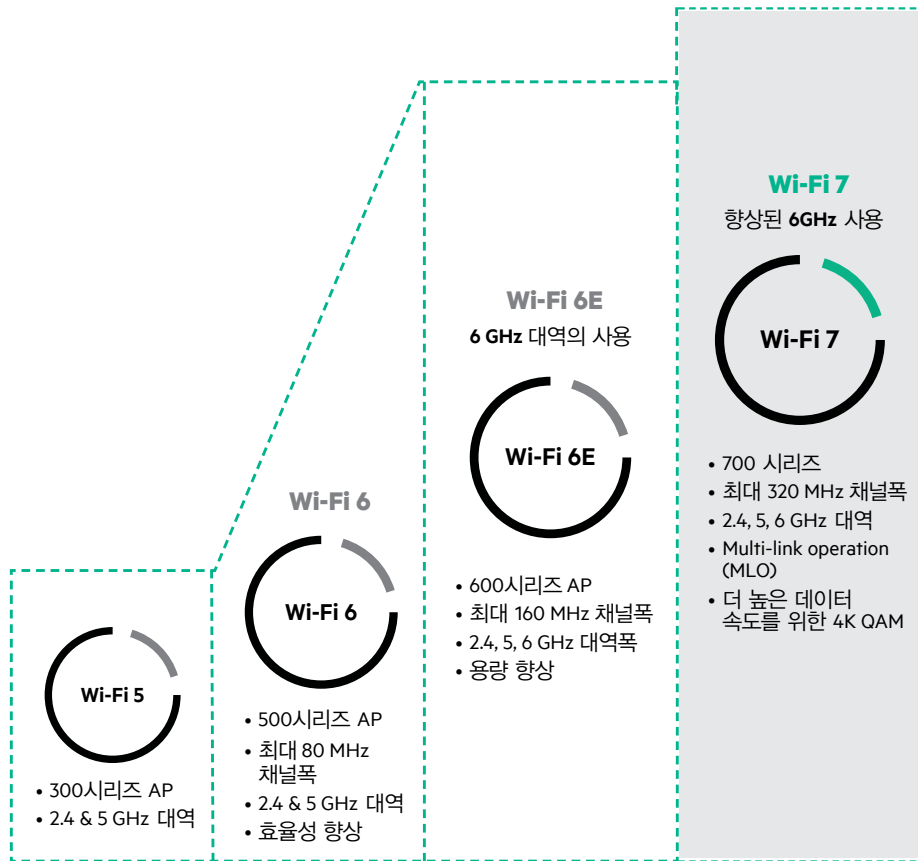 Wi-Fi 5
• 300시리즈 AP
• 2.4 & 5 GHz 대역
Wi-Fi 6
Wi-Fi 6
• 500시리즈 AP
• 최대 80 MHz
채널폭
• 2.4 & 5 GHz 대역
• 효율성 향상
Wi-Fi 6E
6 GHz 대역의 사용
Wi-Fi 6E
• 600시리즈 AP
• 최대 160 MHz 채널폭
• 2.4, 5, 6 GHz 대역폭
• 용량 향상
Wi-Fi 7
향상된 6GHz 사용
Wi-Fi 7
• 700 시리즈
• 최대 320 MHz 채널폭
• 2.4, 5, 6 GHz 대역
• Multi-link operation
(MLO)
• 더 높은 데이터
속도를 위한 4K QAM